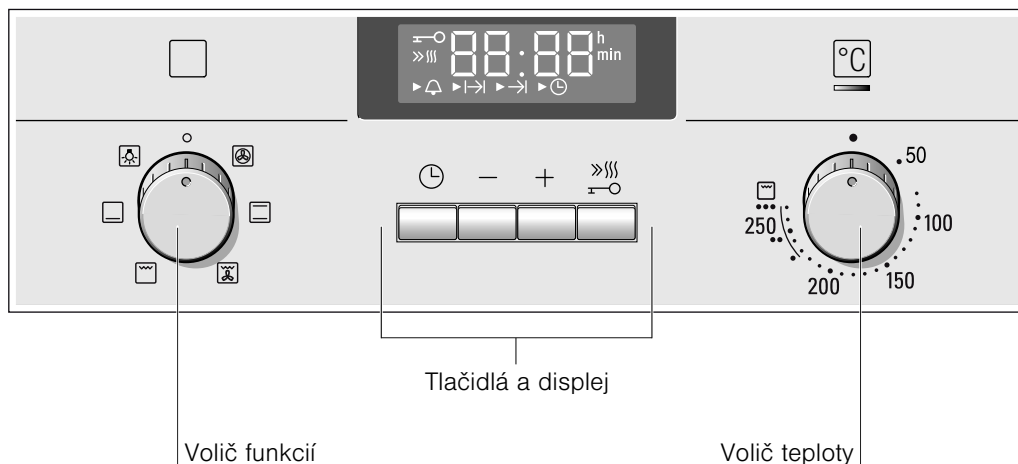 88:88 h
min
°C
50
100
150
200
250
Tlačidlá a displej
Volič funkcií
Volič teploty